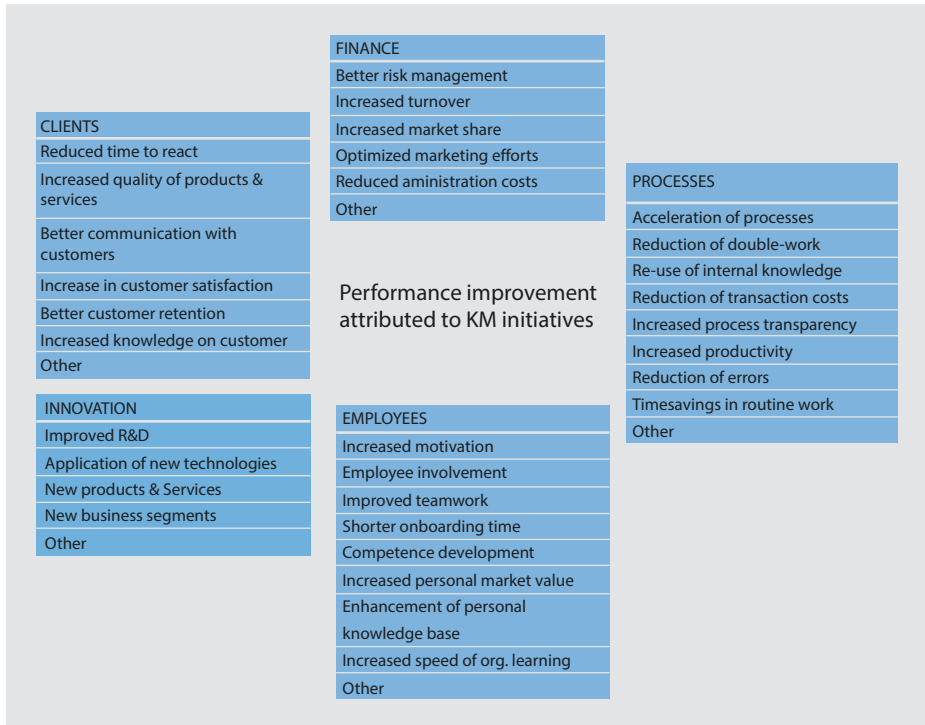 FINANCE
Better risk management
Increased turnover
Increased market share
Optimized marketing efforts
Reduced aministration costs
Other
CLIENTS
Reduced time to react
Increased quality of products &
services
Better communication with
customers
Increase in customer satisfaction
Better customer retention
Increased knowledge on customer
Other
PROCESSES
Acceleration of processes
Reduction of double-work
Re-use of internal knowledge
Reduction of transaction costs
Increased process transparency
Increased productivity
Reduction of errors
Timesavings in routine work
Other
Performance improvement
attributed to KM initiatives
INNOVATION
Improved R&D
Application of new technologies
New products & Services
New business segments
Other
EMPLOYEES
Increased motivation
Employee involvement
Improved teamwork
Shorter onboarding time
Competence development
Increased personal market value
Enhancement of personal
knowledge base
Increased speed of org. learning
Other